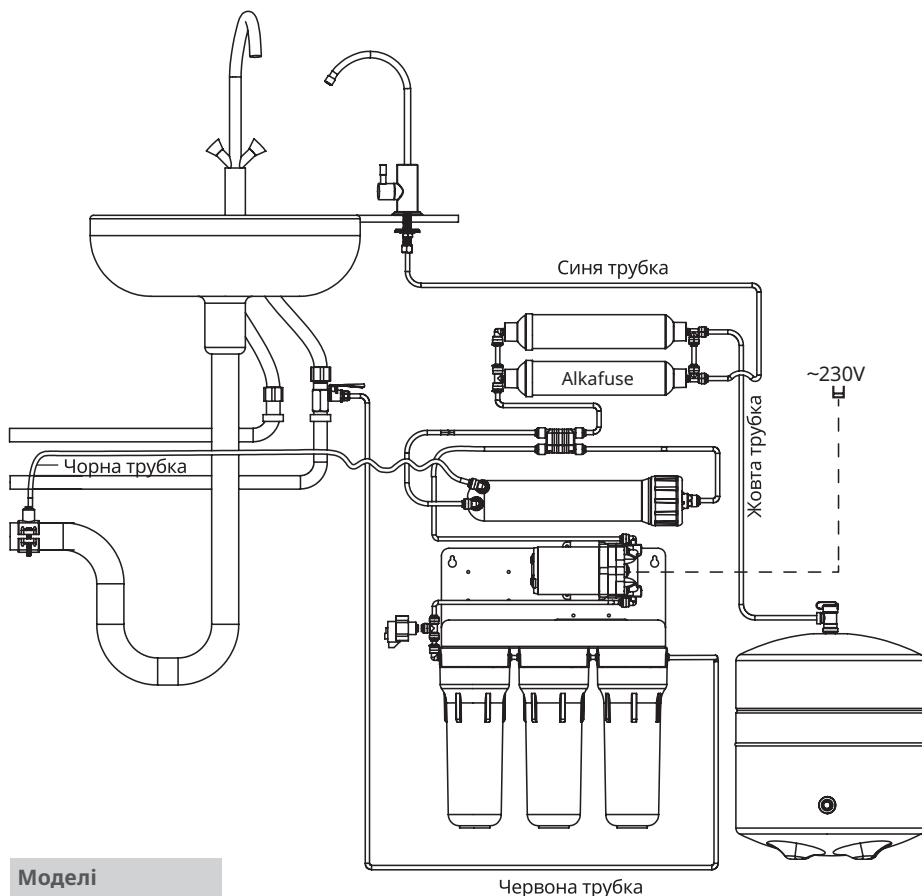 Синя трубка
Alkafuse
~230V
Жовта трубка
Чорна трубка
Моделі
Червона трубка